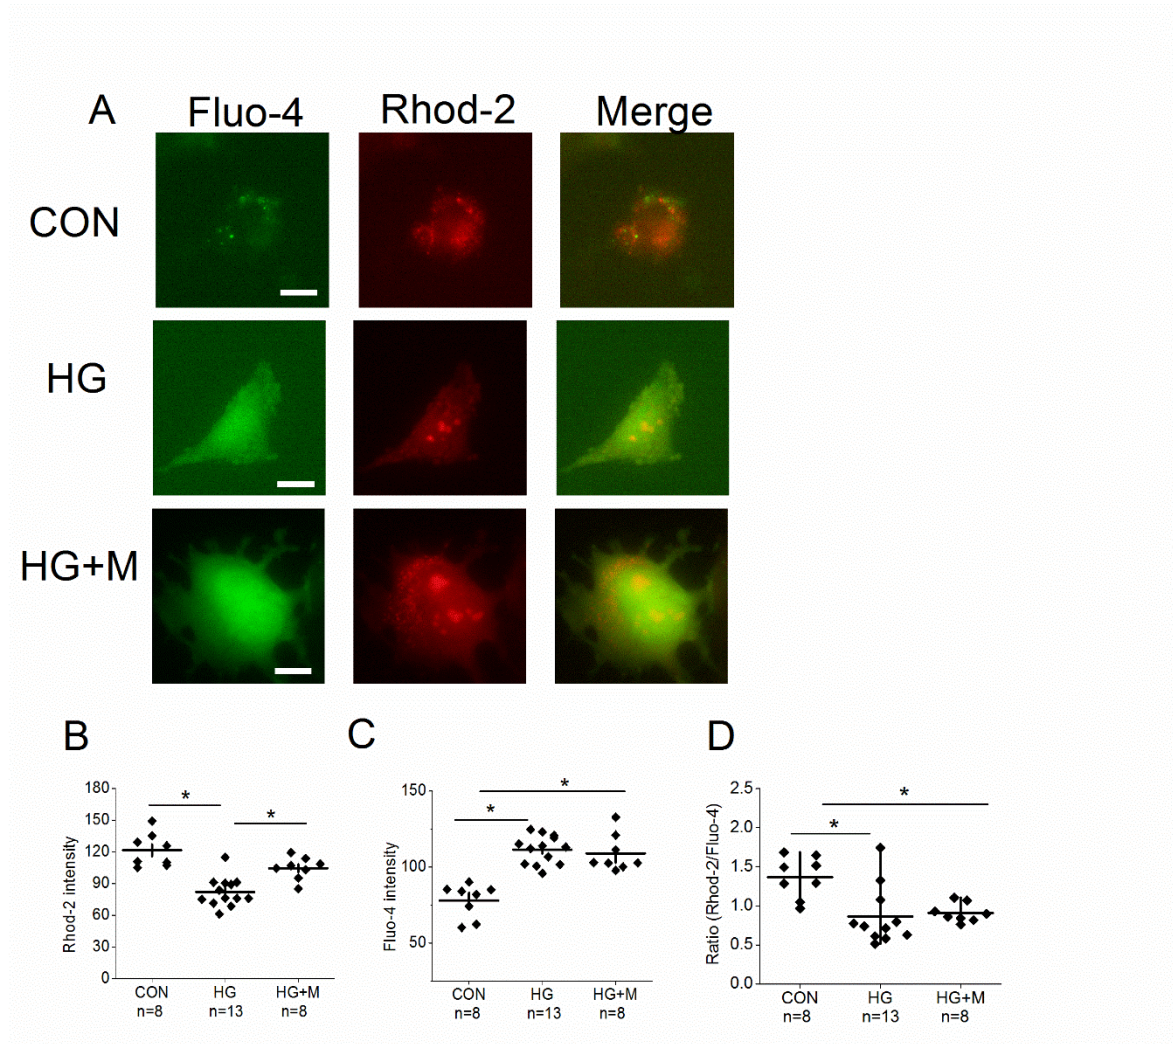 A
Fluo-4 Rhod-2 Merge
CON
HG
HG+M
B
Rhod-2 intensity
180
150
120
90
60
30
0
*
*
CON HG HG+M
n=8 n=13 n=8
C
Fluo-4 intensity
150
100
50
*
*
CON HG HG+M
n=8 n=13 n=8
D
Ratio (Rhod-2/Fluo-4)
2.5
2.0
1.5
1.0
0.5
0.0
*
*
CON HG HG+M
n=8 n=13 n=8